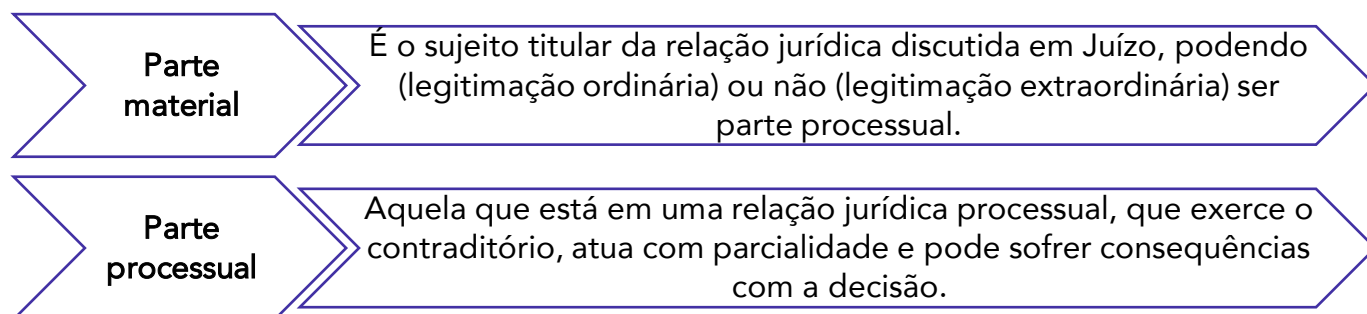 Parte
material
É o sujeito titular da relação jurídica discutida em Juízo, podendo
(legitimação ordinária) ou não (legitimação extraordinária) ser
parte processual.
Parte
processual
Aquela que está em uma relação jurídica processual, que exerce o
contraditório, atua com parcialidade e pode sofrer consequências
com a decisão.